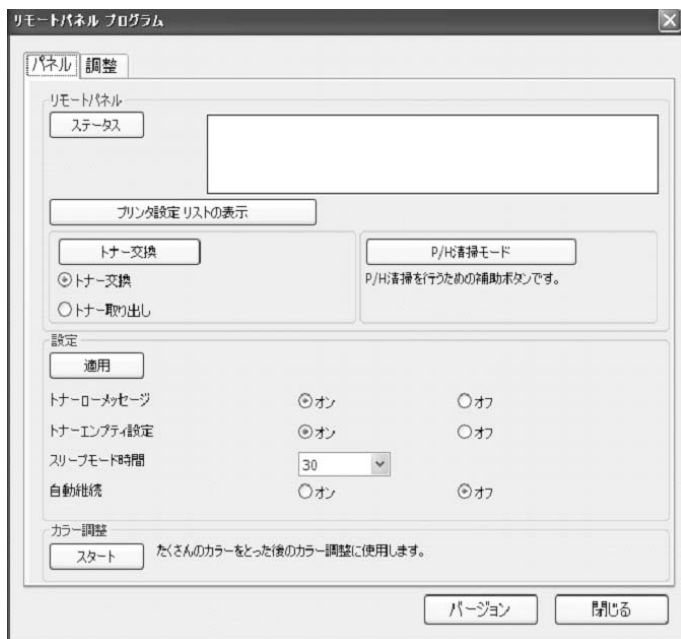 リモートパネル プログラム
パネル 調整
リモートパネル
ステータス
プリンタ設定リストの表示
トナー交換 P/H清掃モード
トナー交換 P/H清掃を行うための補助ボタンです。
トナー取り出し
設定
適用
トナーローメッセージ オン オフ
トナーエンプティ設定 オン オフ
スリープモード時間 30
自動継続 オン オフ
カラー調整
スタート たくさんのカラーをとった後のカラー調整に使用します。
バージョン 閉じる